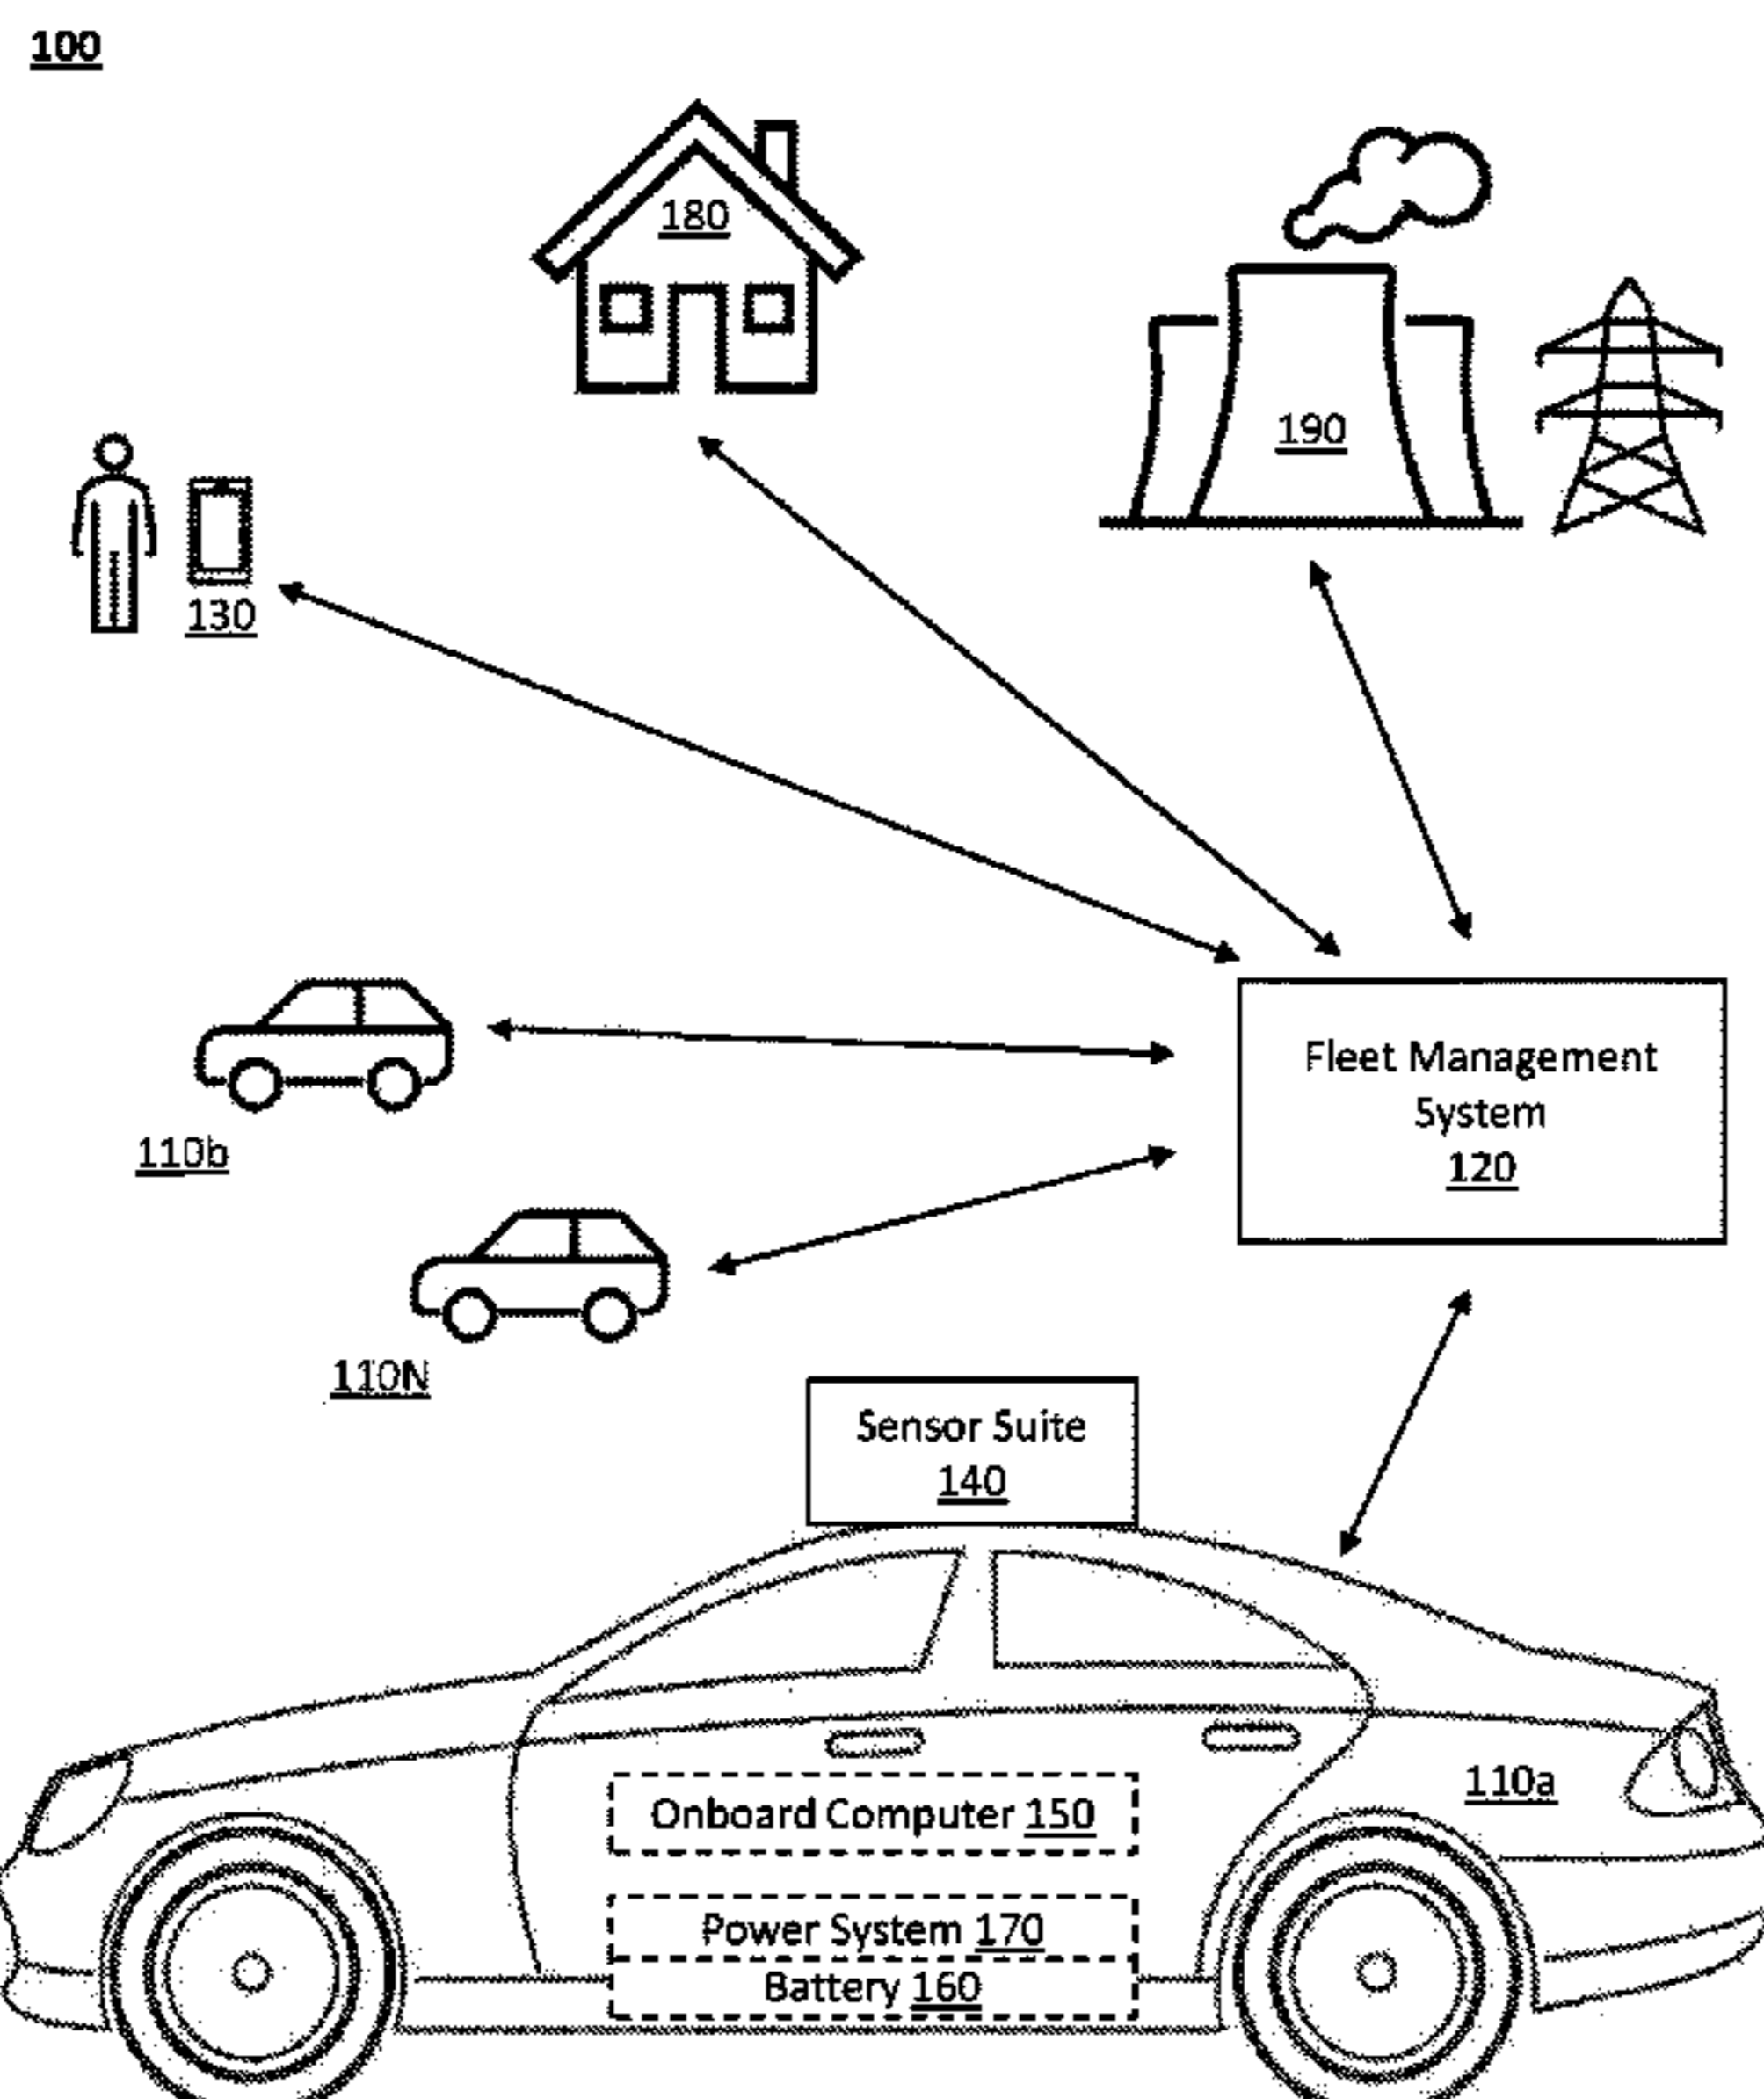 100
180
190
130
Fleet Management
System
120
110b
110N
Sensor Suite
140
110a
Onboard Computer 150
Power System 170
Battery 160